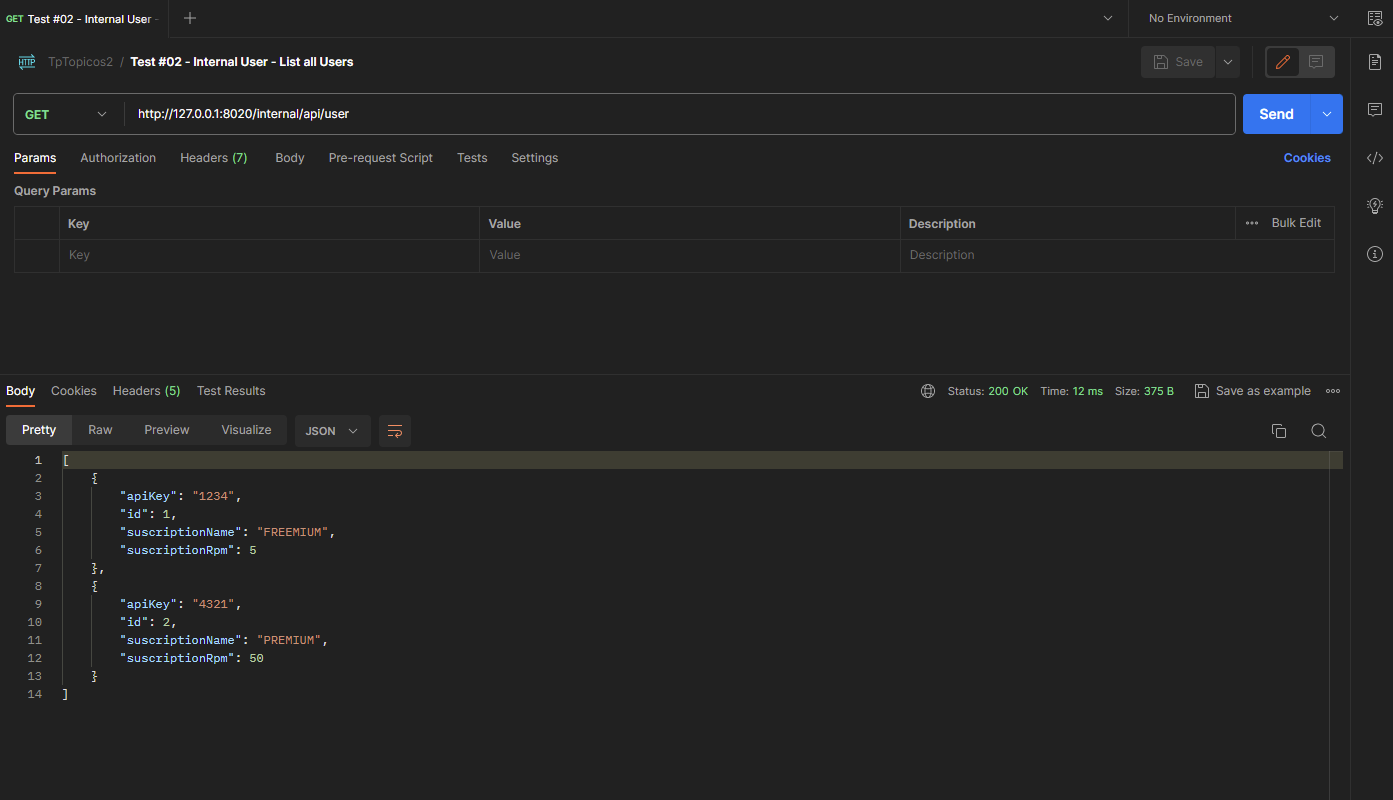 GET Test #02 - Internal User -
No Environment
HTTP TpTopicos2 / Test #02 - Internal User - List all Users
Save
GET http://127.0.0.1:8020/internal/api/user Send
Params Authorization Headers (7) Body Pre-request Script Tests Settings Cookies
Query Params
Key Value Description Bulk Edit
Key Value Description
Body Cookies Headers (5) Test Results Status: 200 OK Time: 12 ms Size: 375 B Save as example
Pretty Raw Preview Visualize JSON
1 [
2 {
3 "apiKey": "1234",
4 "id": 1,
5 "suscriptionName": "FREEMIUM",
6 "suscriptionRpm": 5
7 },
8 {
9 "apiKey": "4321",
10 "id": 2,
11 "suscriptionName": "PREMIUM",
12 "suscriptionRpm": 50
13 }
14 ]